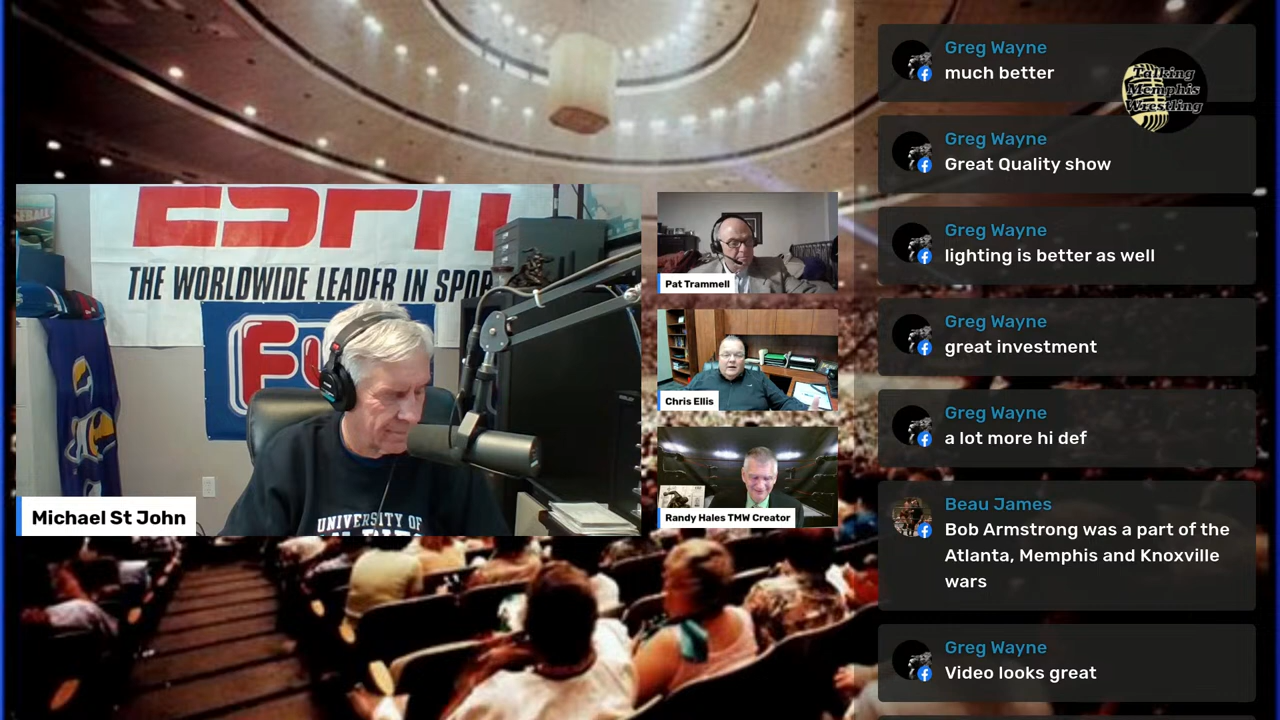 Greg Wayne
much better
Talking
Memphis
Wrestling
Greg Wayne
Great Quality show
Greg Wayne
lighting is better as well
Greg Wayne
great investment
Greg Wayne
a lot more hi def
Beau James
Bob Armstrong was a part of the
Atlanta, Memphis and Knoxville
wars
Greg Wayne
Video looks great
ESPN
THE WORLDWIDE LEADER IN SPOR
UNIVERSITY OF
Michael St John
Pat Trammell
Chris Ellis
Randy Hales TMW Creator